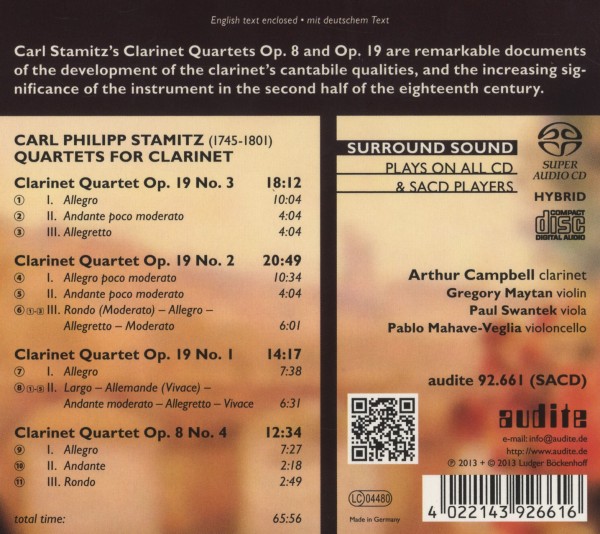 English text enclosed • mit deutschem Text
Carl Stamitz's Clarinet Quartets Op. 8 and Op. 19 are remarkable documents
of the development of the clarinet's cantabile qualities, and the increasing sig-
nificance of the instrument in the second half of the eighteenth century.
CARL PHILIPP STAMITZ (1745-1801)
QUARTETS FOR CLARINET
Clarinet Quartet Op. 19 No. 3 18:12
① I. Allegro 10:04
② II. Andante poco moderato 4:04
③ III. Allegretto 4:04
Clarinet Quartet Op. 19 No. 2 20:49
④ I. Allegro poco moderato 10:34
⑤ II. Andante poco moderato 4:04
⑥ ①-③ III. Rondo (Moderato) – Allegro –
Allegretto – Moderato 6:01
Clarinet Quartet Op. 19 No. 1 14:17
⑦ I. Allegro 7:38
⑧ ①-⑤ II. Largo – Allemande (Vivace) –
Andante moderato – Allegretto – Vivace 6:31
Clarinet Quartet Op. 8 No. 4 12:34
⑨ I. Allegro 7:27
⑩ II. Andante 2:18
⑪ III. Rondo 2:49
total time: 65:56
SURROUND SOUND
PLAYS ON ALL CD
& SACD PLAYERS
SUPER
AUDIO CD
HYBRID
COMPACT
disc
DIGITAL AUDIO
Arthur Campbell clarinet
Gregory Maytan violin
Paul Swantek viola
Pablo Mahave-Veglia violoncello
audite 92.661 (SACD)
audite
e-mail: info@audite.de
http://audite.de
℗ 2013 + © 2013 Ludger Böckenhoff
LC 04480
Made in Germany
4 022143 926616